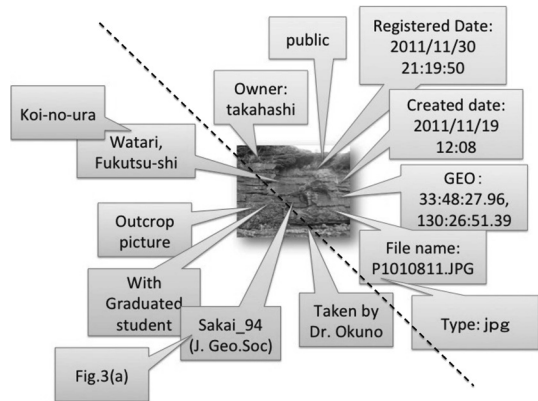 public
Registered Date:
2011/11/30
21:19:50
Owner:
takahashi
Created date:
2011/11/19
12:08
Koi-no-ura
Watari,
Fukutsu-shi
GEO :
33:48:27.96,
130:26:51.39
Outcrop
picture
File name:
P1010811.JPG
With
Graduated
student
Sakai_94
(J. Geo.Soc)
Taken by
Dr. Okuno
Type: jpg
Fig.3(a)